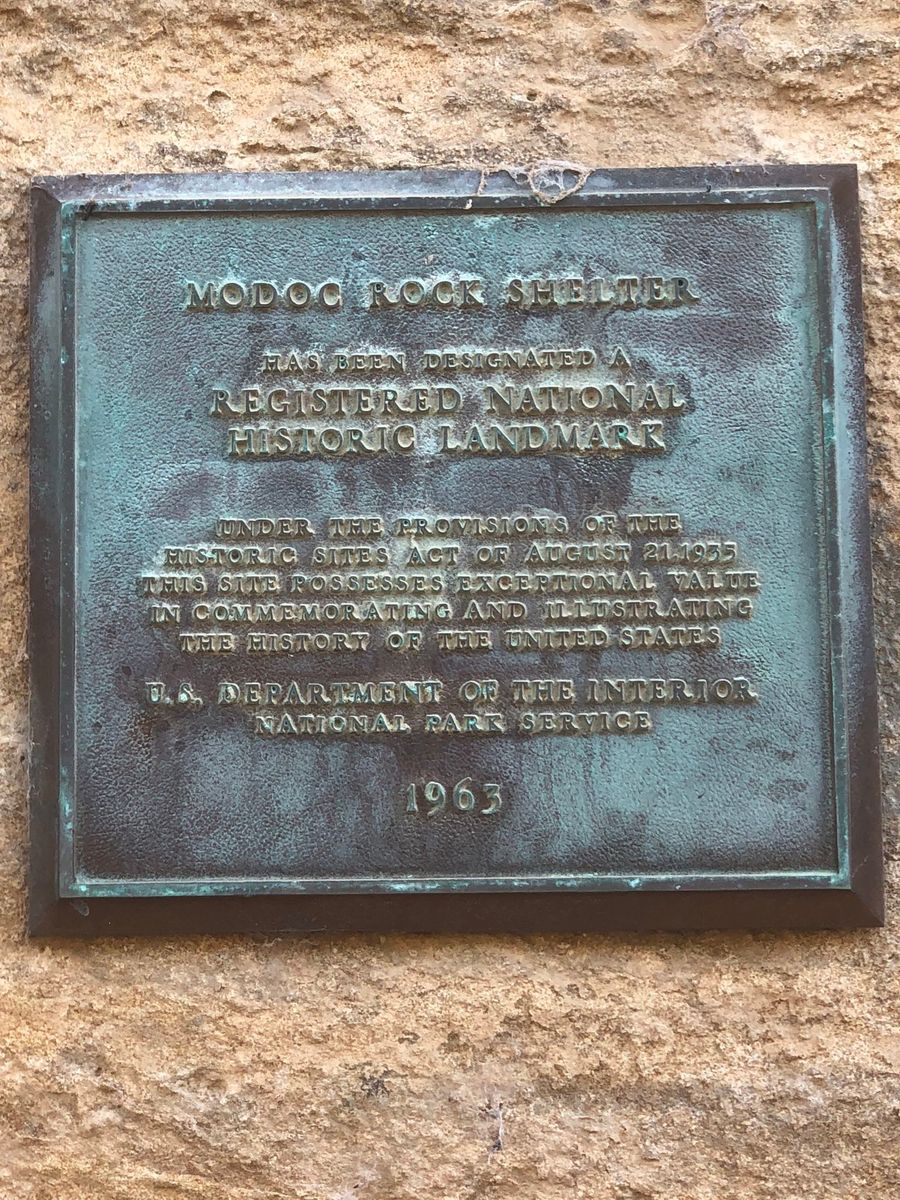 MODOC ROCK SHELTER
HAS BEEN DESIGNATED A
REGISTERED NATIONAL
HISTORIC LANDMARK
UNDER THE PROVISIONS OF THE
HISTORIC SITES ACT OF AUGUST 21.1935
THIS SITE POSSESSES EXCEPTIONAL VALUE
IN COMMEMORATING AND ILLUSTRATING
THE HISTORY OF THE UNITED STATES
U.S. DEPARTMENT OF THE INTERIOR
NATIONAL PARK SERVICE
1963